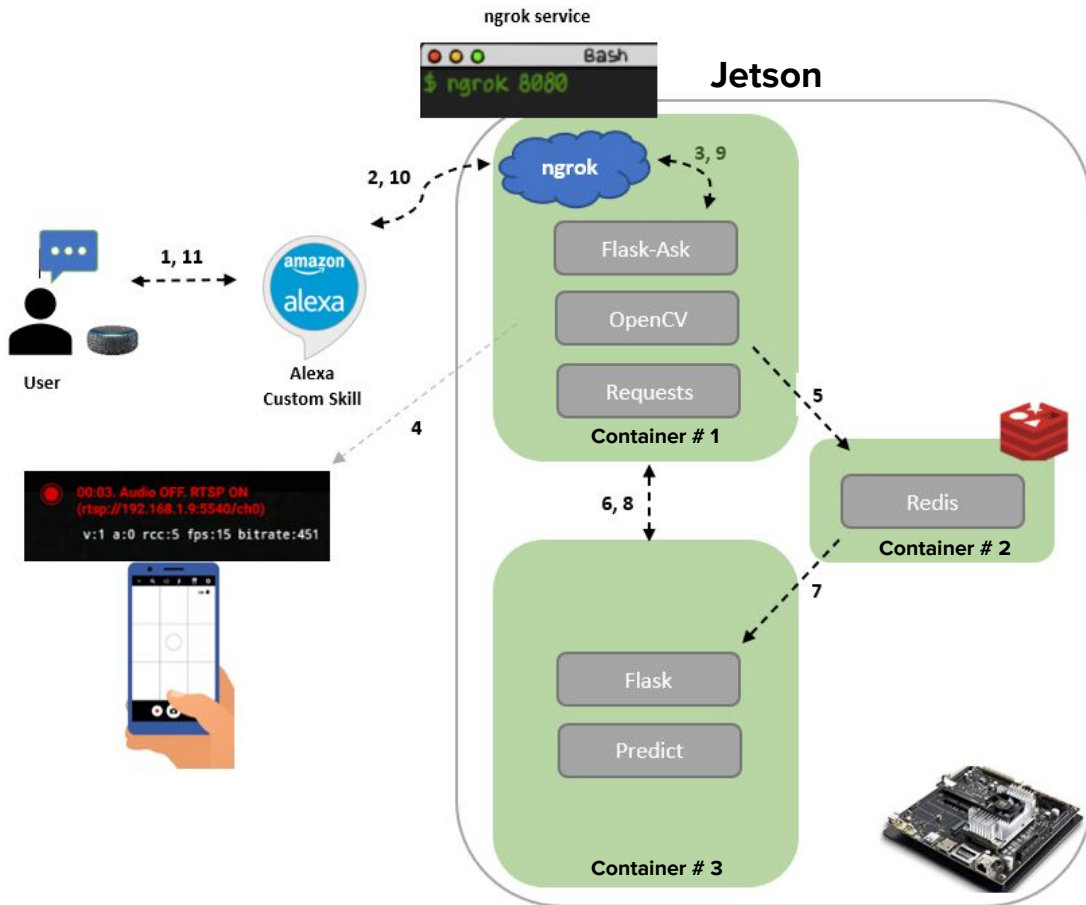 ngrok service
Bash
$ ngrok 8080
Jetson
ngrok
3, 9
2, 10
Flask-Ask
1, 11
amazon
alexa
OpenCV
User
Alexa
Custom Skill
Requests
5
4
Container # 1
00:03. Audio OFF. RTSP ON
(rtsp://192.168.1.9:5540/ch0)
v:1 a:0 rcc:5 fps:15 bitrate:451
6, 8
Redis
Container # 2
7
Flask
Predict
Container # 3